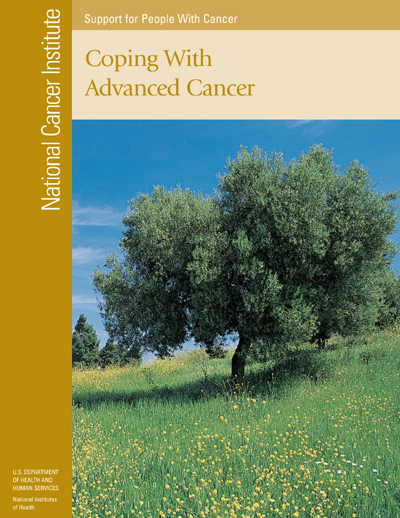 Support for People With Cancer
Coping With
Advanced Cancer
National Cancer Institute
U.S. DEPARTMENT
OF HEALTH AND
HUMAN SERVICES
National Institutes
of Health